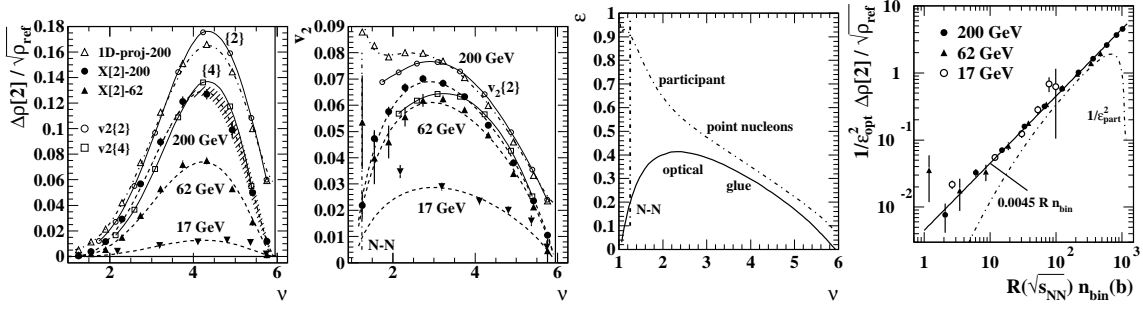 Δρ[2] / √ρref
0.18
0.16
0.14
0.12
0.1
0.08
0.06
0.04
0.02
0
1D-proj-200
X[2]-200
X[2]-62
v2{2}
v2{4}
{2}
{4}
200 GeV
62 GeV
17 GeV
2
4
6
ν
v2
0.09
0.08
0.07
0.06
0.05
0.04
0.03
0.02
0.01
0
200 GeV
v2{2}
62 GeV
17 GeV
N-N
2
4
6
ν
ε
1
0.9
0.8
0.7
0.6
0.5
0.4
0.3
0.2
0.1
0
participant
point nucleons
optical
glue
N-N
1
2
3
4
5
6
ν
1/ε²opt Δρ[2] / √ρref
10
1
10⁻¹
10⁻²
200 GeV
62 GeV
17 GeV
1/ε²part
0.0045 R nbin
1
10
10²
10³
R(√sNN) nbin(b)